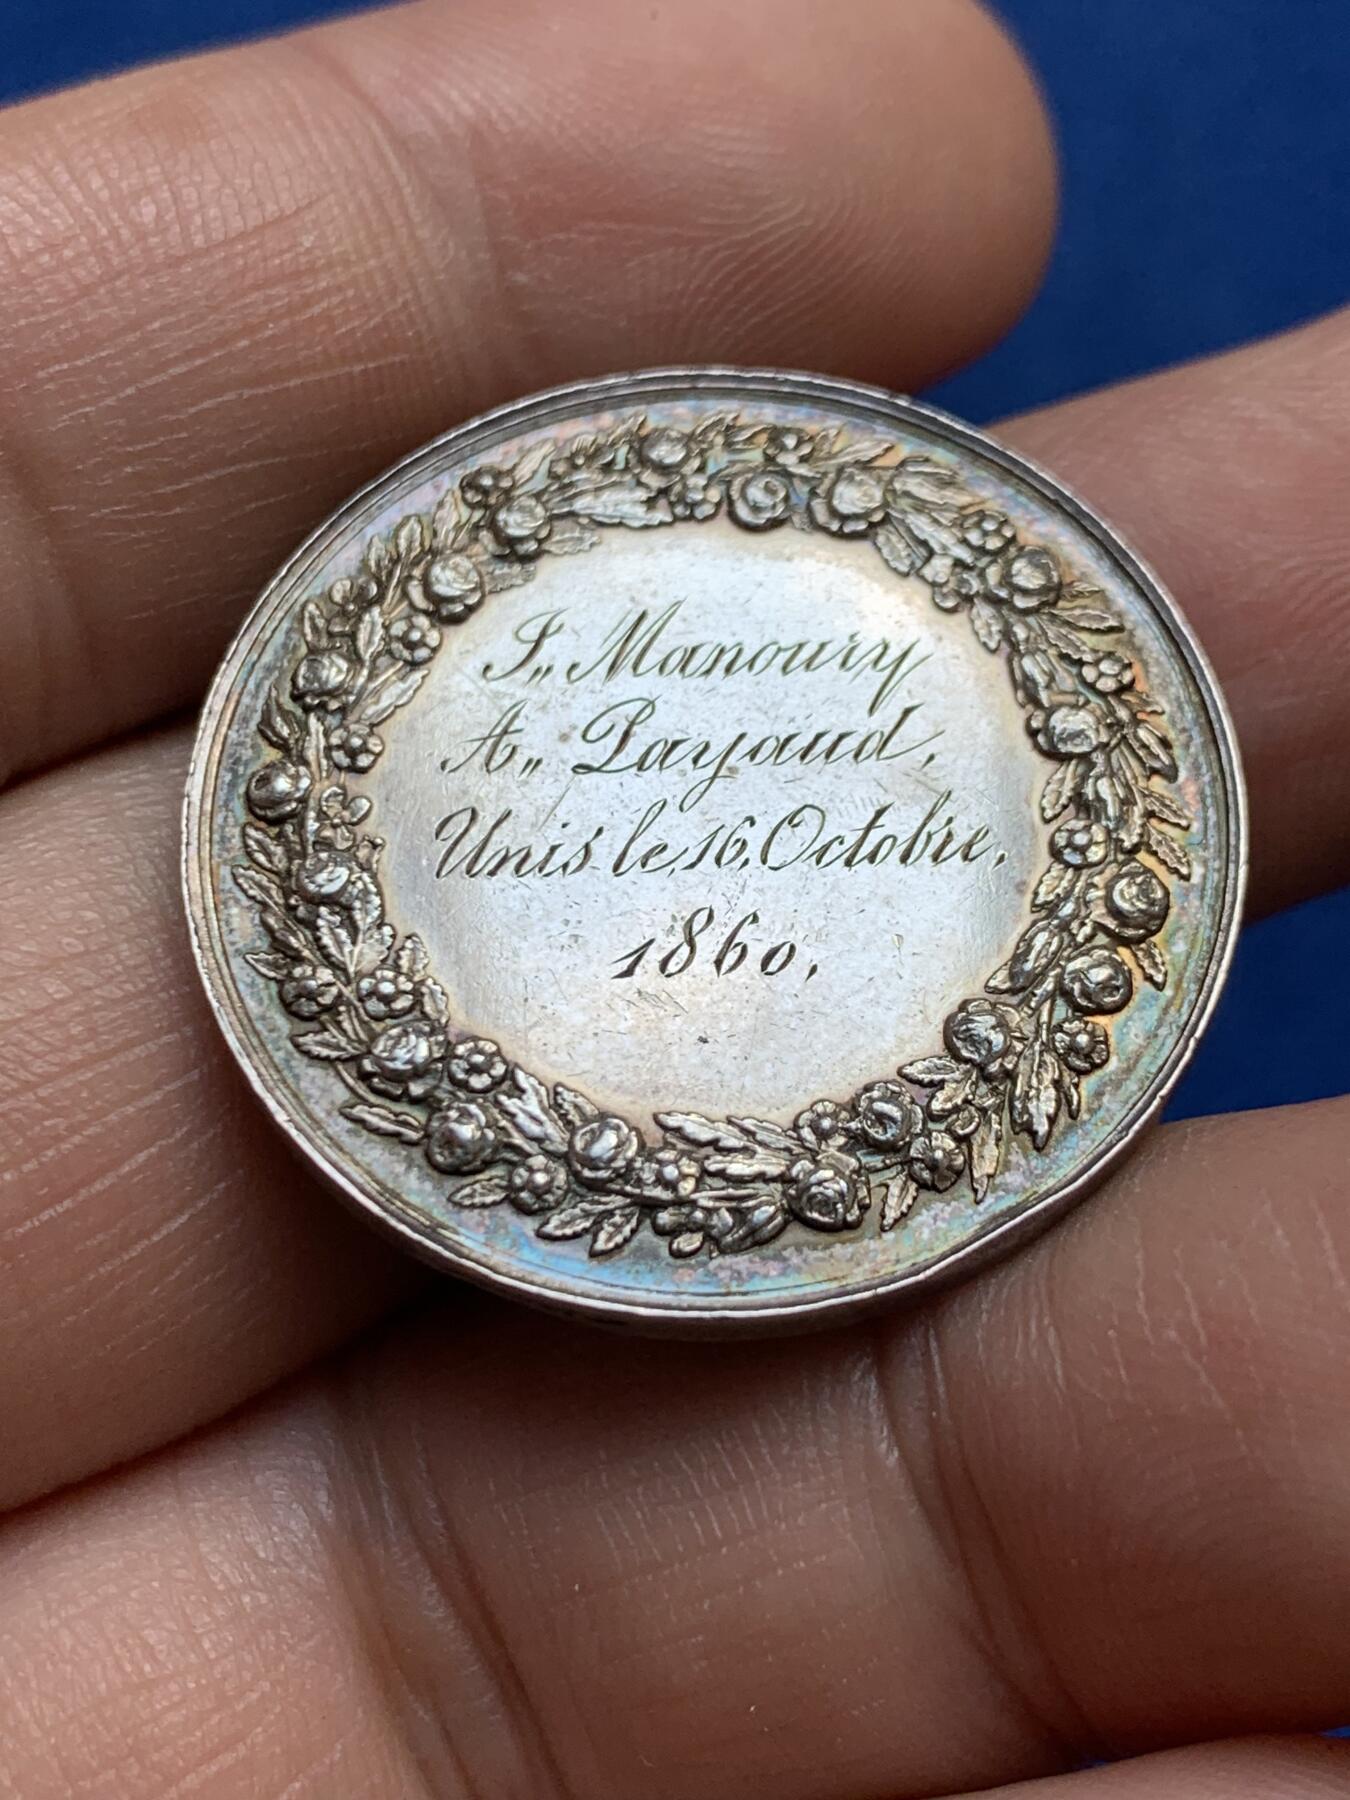 J„ Manoury
A„ Payaud,
Unis le, 16, Octobre,
1860,